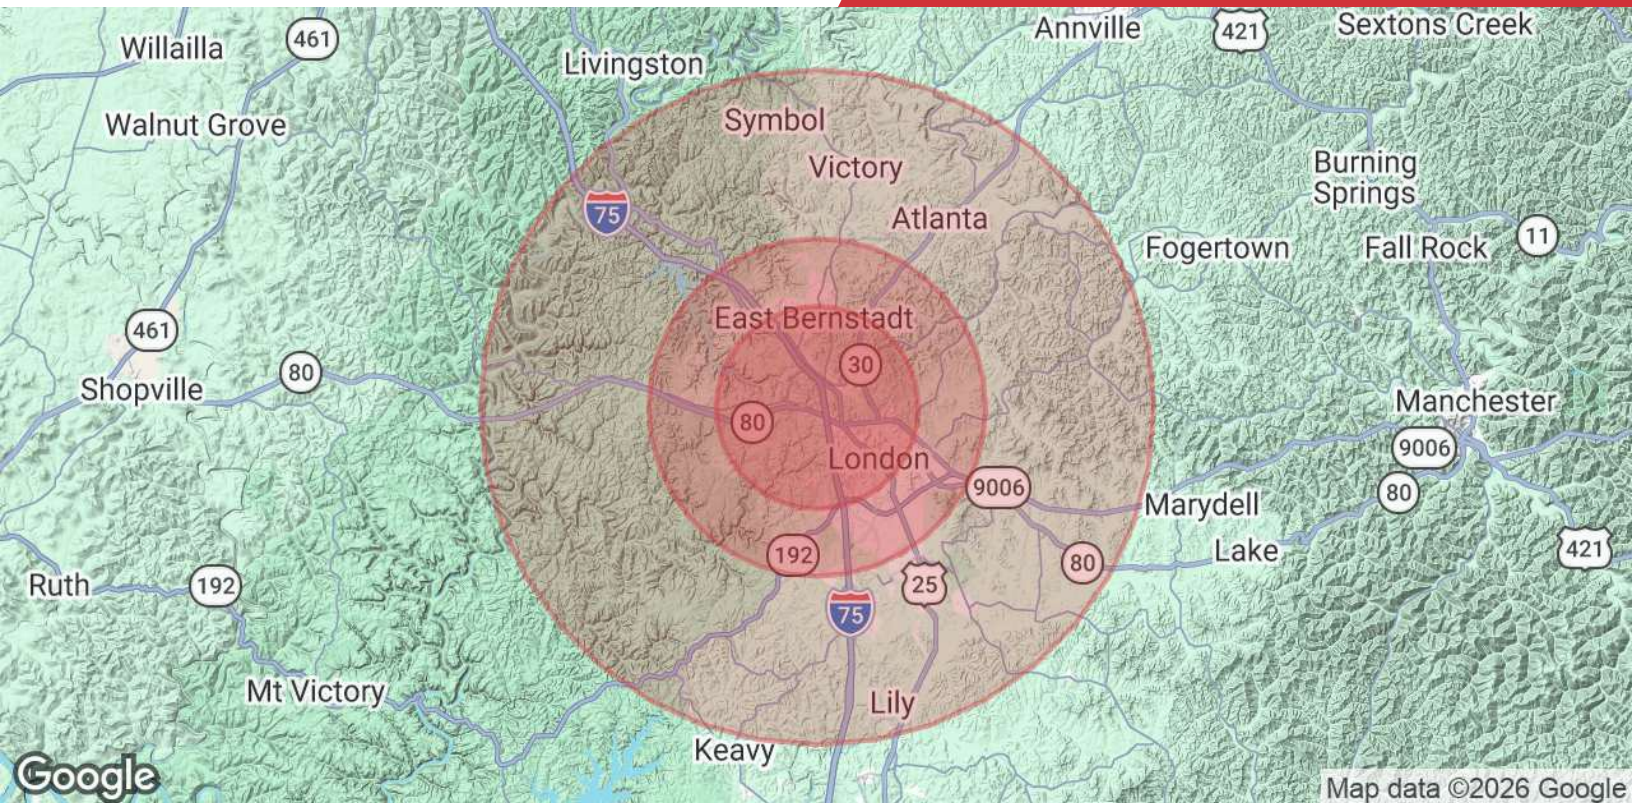 Willailla
461
Livingston
Annville
421
Sextons Creek
Walnut Grove
Symbol
Victory
Burning
Springs
75
Atlanta
Fogertown
Fall Rock
11
461
East Bernstadt
30
80
Shopville
80
Manchester
9006
London
9006
80
Marydell
421
192
Lake
80
Ruth
192
25
75
Mt Victory
Lily
Keavy
Google
Map data ©2026 Google